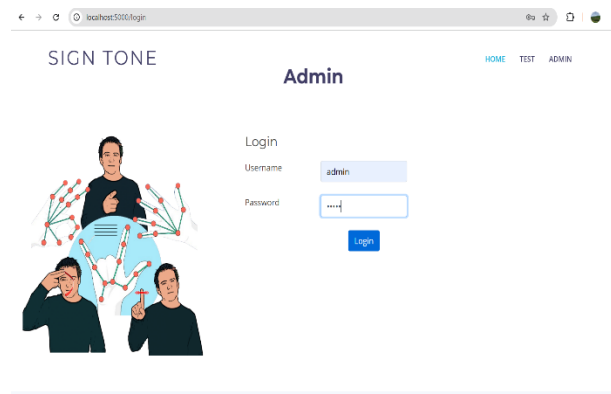 localhost:5000/login
SIGN TONE
HOME TEST ADMIN
Admin
Login
Username admin
Password •••••
Login